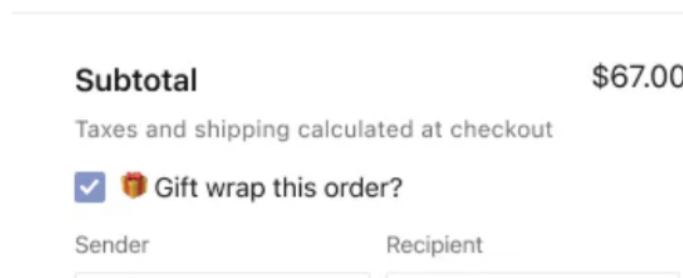 Subtotal $67.00
Taxes and shipping calculated at checkout
🎁 Gift wrap this order?
Sender Recipient